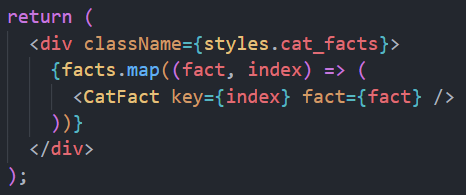 return (
  <div className={styles.cat_facts}>
    {facts.map((fact, index) => (
      <CatFact key={index} fact={fact} />
    ))}
  </div>
);